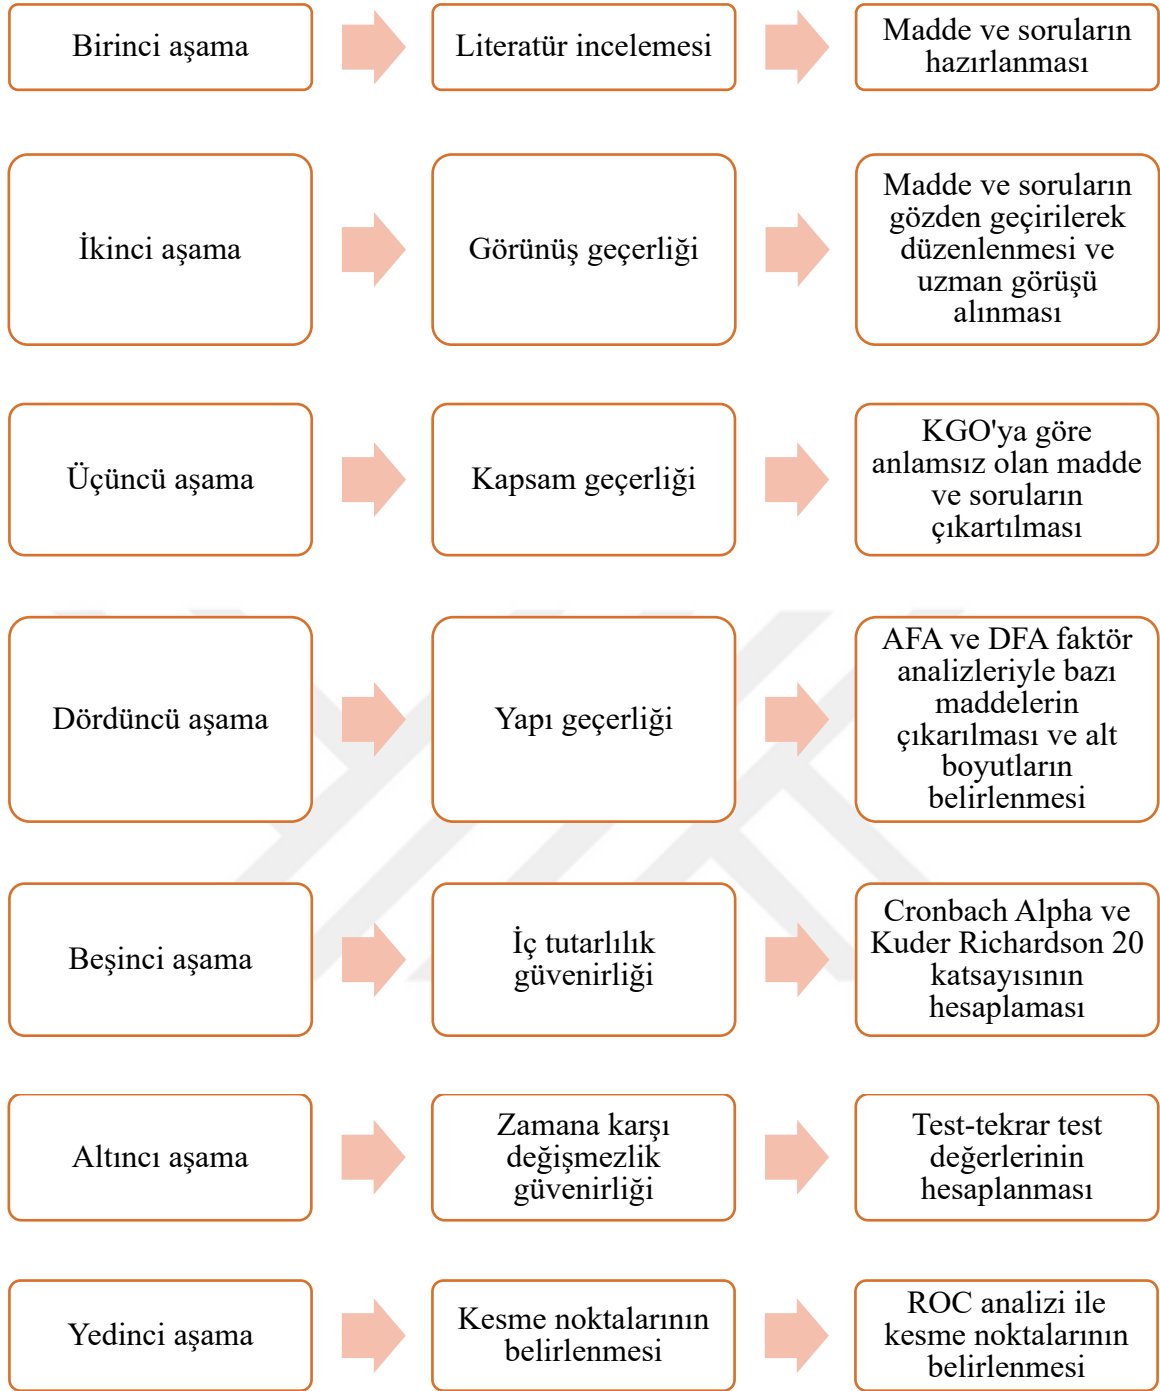 Birinci aşama
Literatür incelemesi
Madde ve soruların
hazırlanması
İkinci aşama
Görünüş geçerliği
Madde ve soruların
gözden geçirilerek
düzenlenmesi ve
uzman görüşü
alınması
Üçüncü aşama
Kapsam geçerliği
KGO'ya göre
anlamsız olan madde
ve soruların
çıkartılması
Dördüncü aşama
Yapı geçerliği
AFA ve DFA faktör
analizleriyle bazı
maddelerin
çıkarılması ve alt
boyutların
belirlenmesi
Beşinci aşama
İç tutarlılık
güvenirliği
Cronbach Alpha ve
Kuder Richardson 20
katsayısının
hesaplaması
Altıncı aşama
Zamana karşı
değişmezlik
güvenirliği
Test-tekrar test
değerlerinin
hesaplanması
Yedinci aşama
Kesme noktalarının
belirlenmesi
ROC analizi ile
kesme noktalarının
belirlenmesi